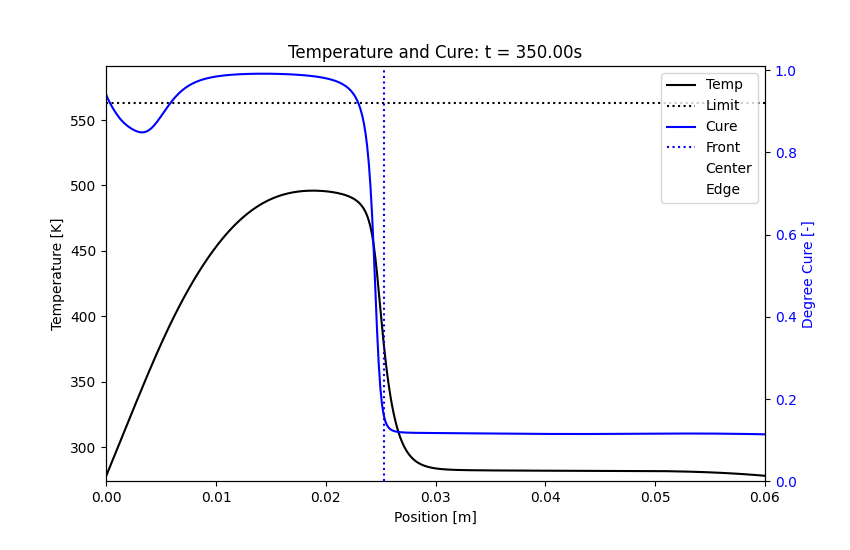 Temperature and Cure: t = 350.00s
Temp
Limit
Cure
Front
Center
Edge
550
500
450
400
350
300
Temperature [K]
1.0
0.8
0.6
0.4
0.2
0.0
Degree Cure [-]
0.00 0.01 0.02 0.03 0.04 0.05 0.06
Position [m]